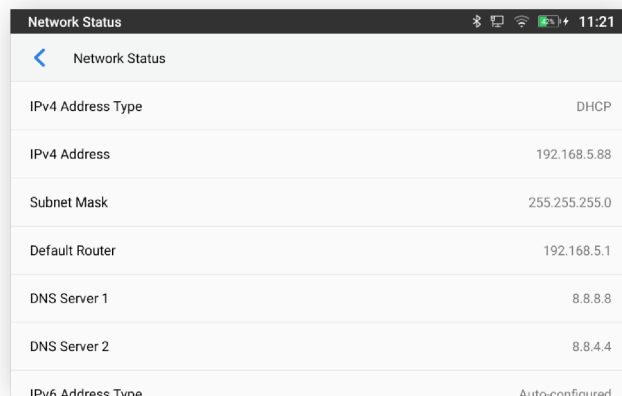 Network Status 42% 11:21
Network Status
IPv4 Address Type DHCP
IPv4 Address 192.168.5.88
Subnet Mask 255.255.255.0
Default Router 192.168.5.1
DNS Server 1 8.8.8.8
DNS Server 2 8.8.4.4
IPv6 Address Type Auto-configured